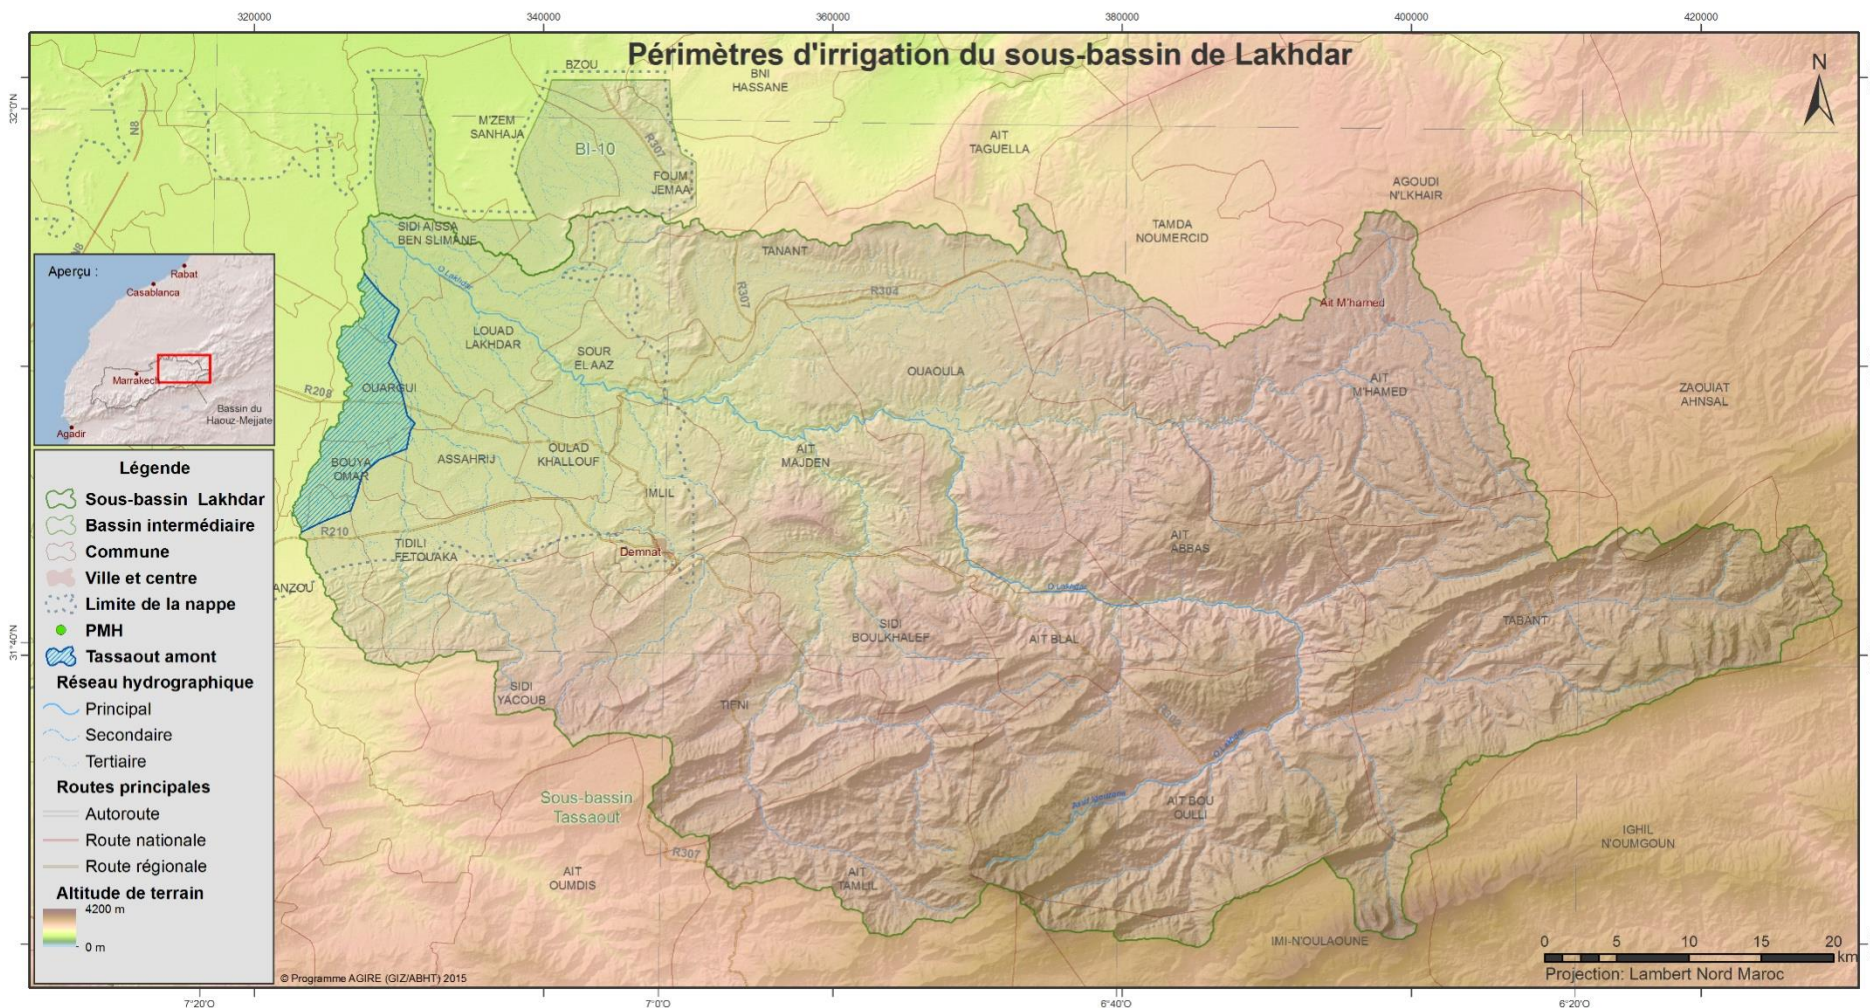 320000
340000
360000
380000
400000
420000
Périmètres d'irrigation du sous-bassin de Lakhdar
N
32°0'N
31°40'N
N8
N8
BZOU
BNI
HASSANE
M'ZEM
SANHAJA
BI-10
R307
FOUM
JEMAA
AIT
TAGUELLA
AGOUDI
N'LKHAIR
TAMDA
NOUMERCID
SIDI AISSA
BEN SLIMANE
TANANT
O Lakhdar
R307
R304
Ait M'hamed
LOUAD
LAKHDAR
SOUR
EL AAZ
OUAOULA
AIT
M'HAMED
ZAOUIAT
AHNSAL
R208
OUARGUI
BOUYA
OMAR
ASSAHRIJ
OULAD
KHALLOUF
AIT
MAJDEN
IMLIL
R210
TIDILI
FETOUAKA
Demnat
AIT
ABBAS
ANZOU
O Lakhdar
SIDI
BOULKHALEF
AIT BLAL
TABANT
SIDI
YACOUB
TIFNI
R302
O Lakhdar
AIT BOU
OULLI
Sous-bassin
Tassaout
R307
AIT
OUMDIS
AIT
TAMLIL
IGHIL
N'OUMGOUN
IMI-N'OULAOUNE
Aperçu :
Rabat
Casablanca
Marrakech
Bassin du
Haouz-Mejjate
Agadir
Légende
Sous-bassin Lakhdar
Bassin intermédiaire
Commune
Ville et centre
Limite de la nappe
PMH
Tassaout amont
Réseau hydrographique
Principal
Secondaire
Tertiaire
Routes principales
Autoroute
Route nationale
Route régionale
Altitude de terrain
4200 m
0 m
© Programme AGIRE (GIZ/ABHT) 2015
0 5 10 15 20
km
Projection: Lambert Nord Maroc
7°20'O
7°0'O
6°40'O
6°20'O